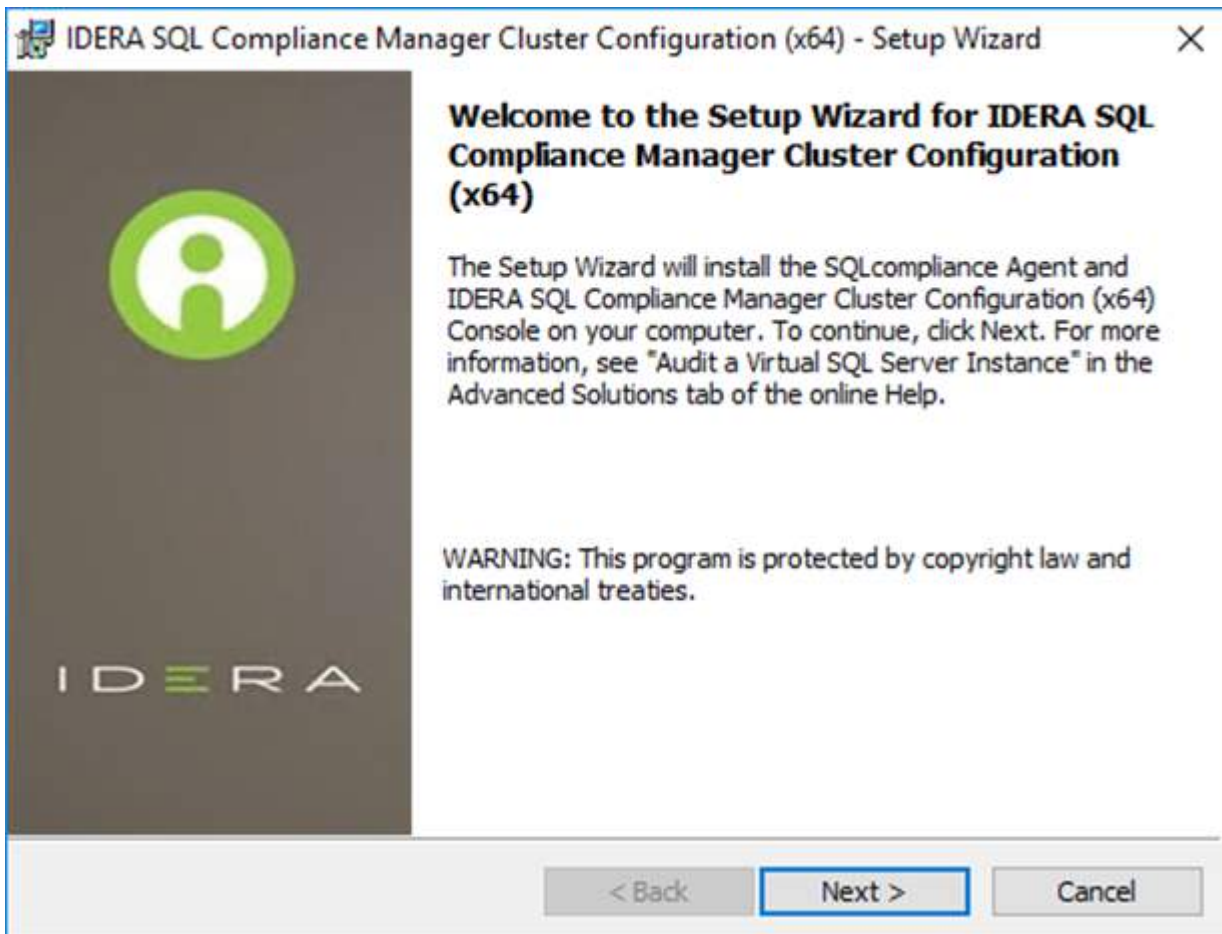 IDERA SQL Compliance Manager Cluster Configuration (x64) - Setup Wizard
Welcome to the Setup Wizard for IDERA SQL
Compliance Manager Cluster Configuration
(x64)
The Setup Wizard will install the SQLcompliance Agent and
IDERA SQL Compliance Manager Cluster Configuration (x64)
Console on your computer. To continue, click Next. For more
information, see "Audit a Virtual SQL Server Instance" in the
Advanced Solutions tab of the online Help.
WARNING: This program is protected by copyright law and
international treaties.
IDERA
< Back
Next >
Cancel